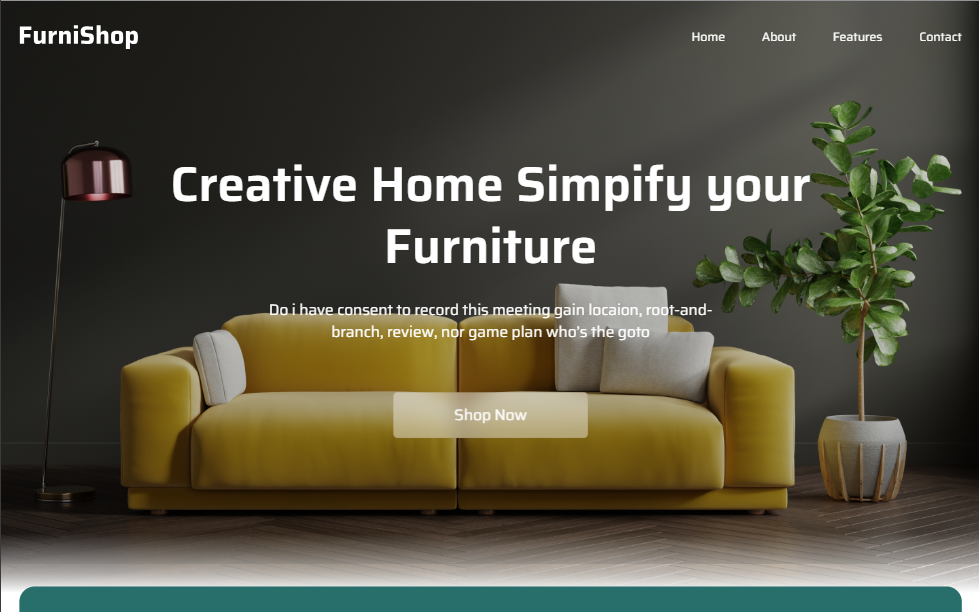 FurniShop
Home About Features Contact
Creative Home Simpify your
Furniture
Do i have consent to record this meeting gain locaion, root-and-
branch, review, nor game plan who's the goto
Shop Now